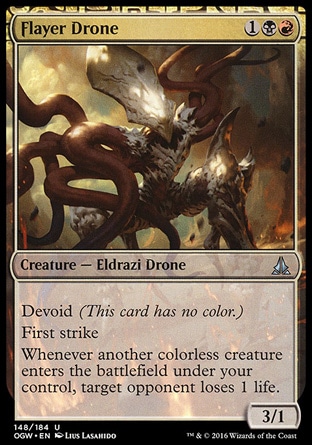 Flayer Drone 1
Creature — Eldrazi Drone
Devoid (This card has no color.)
First strike
Whenever another colorless creature
enters the battlefield under your
control, target opponent loses 1 life.
3/1
148/184 U
OGW • EN Lius Lasahido
™ & © 2016 Wizards of the Coast